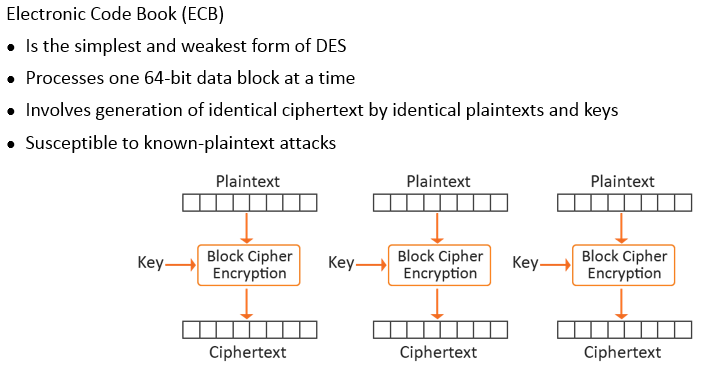 Electronic Code Book (ECB)
• Is the simplest and weakest form of DES
• Processes one 64-bit data block at a time
• Involves generation of identical ciphertext by identical plaintexts and keys
• Susceptible to known-plaintext attacks
Plaintext Plaintext Plaintext
Key Block Cipher Encryption Key Block Cipher Encryption Key Block Cipher Encryption
Ciphertext Ciphertext Ciphertext